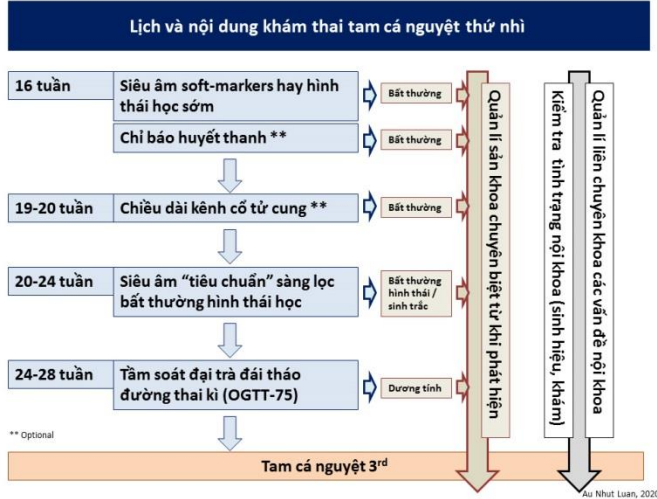 Lịch và nội dung khám thai tam cá nguyệt thứ nhì
16 tuần
Siêu âm soft-markers hay hình
thái học sớm
Bất thường
Chỉ báo huyết thanh **
Bất thường
19-20 tuần
Chiều dài kênh cổ tử cung **
Bất thường
20-24 tuần
Siêu âm “tiêu chuẩn” sàng lọc
bất thường hình thái học
Bất thường
hình thái /
sinh trắc
24-28 tuần
Tầm soát đại trà đái tháo
đường thai kì (OGTT-75)
Dương tính
Quản lí sản khoa chuyên biệt từ khi phát hiện
Kiểm tra tình trạng nội khoa (sinh hiệu, khám)
Quản lí liên chuyên khoa các vấn đề nội khoa
** Optional
Tam cá nguyệt 3rd
Au Nhut Luan, 2020